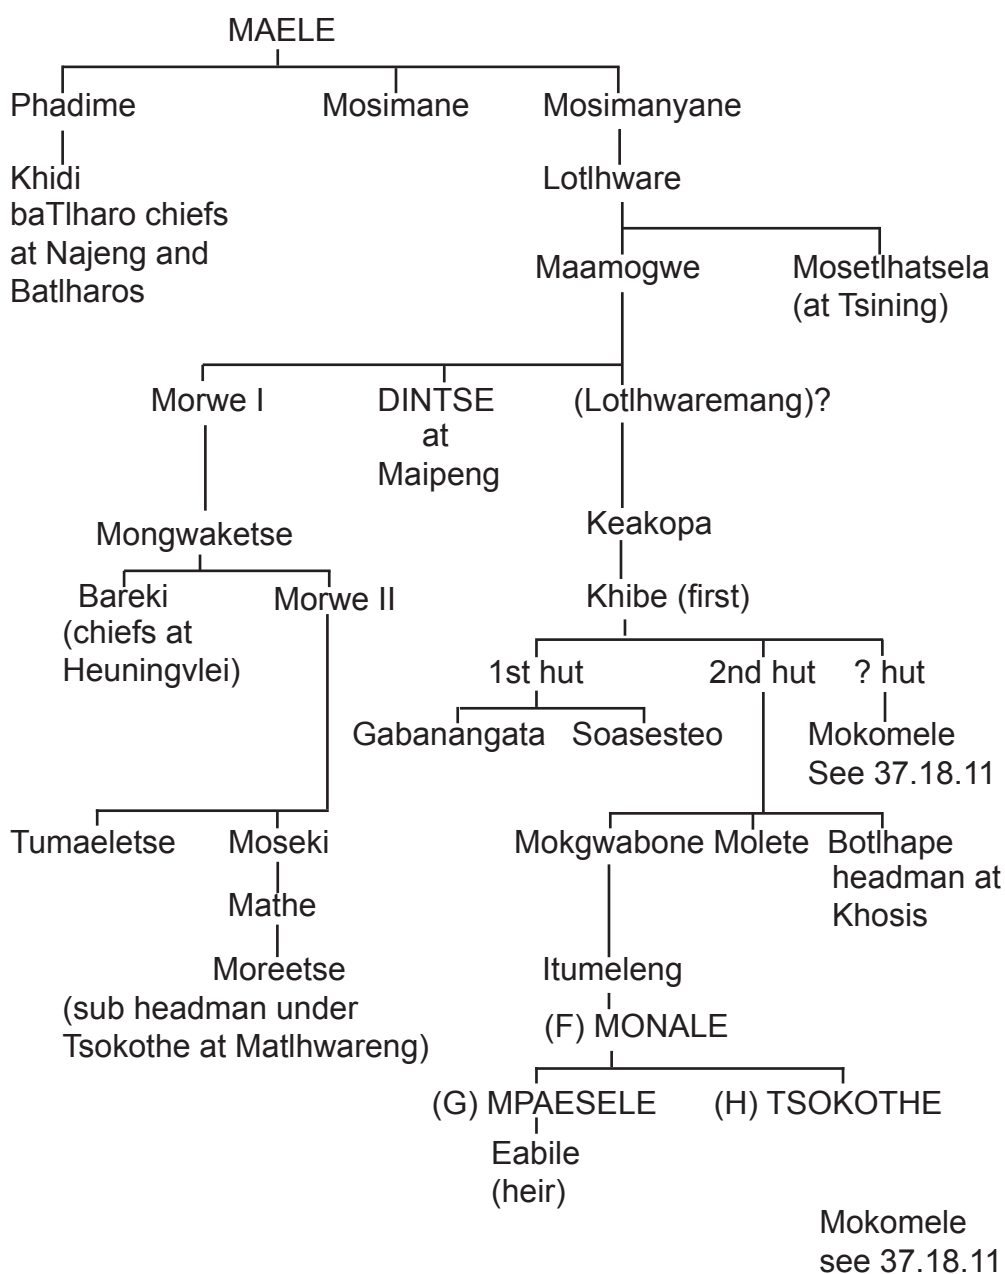 MAELE
Phadime
Mosimane
Mosimanyane
Khidi
baTlharo chiefs
at Najeng and
Batlharos
Lotlhware
Maamogwe
Mosetlhatsela
(at Tsining)
Morwe I
DINTSE
at
Maipeng
(Lotlhwaremang)?
Mongwaketse
Keakopa
Bareki
(chiefs at
Heuningvlei)
Morwe II
Khibe (first)
1st hut
2nd hut
? hut
Gabanangata
Soasesteo
Mokomele
See 37.18.11
Tumaeletse
Moseki
Mokgwabone
Molete
Botlhape
headman at
Khosis
Mathe
Moreetse
(sub headman under
Tsokothe at Matlhwareng)
Itumeleng
(F) MONALE
(G) MPAESELE
(H) TSOKOTHE
Eabile
(heir)
Mokomele
see 37.18.11